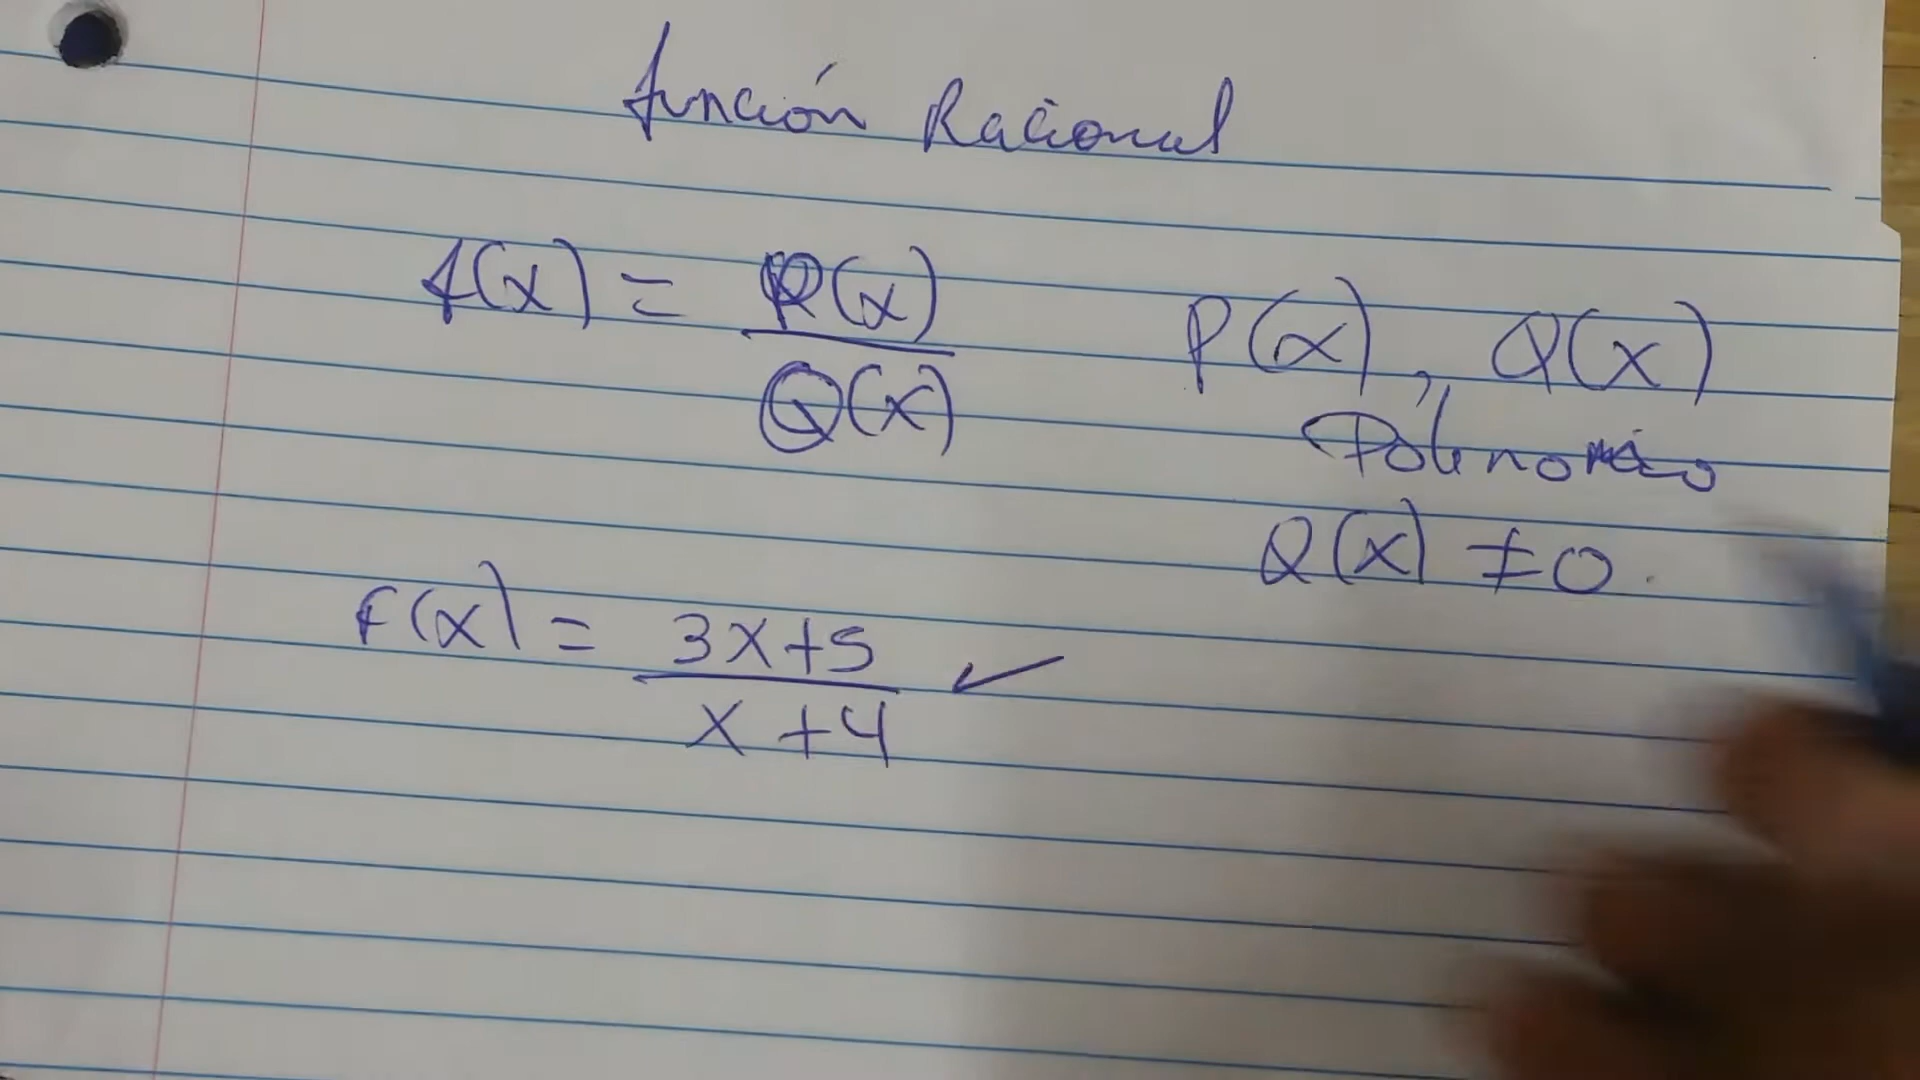 función Racional
f(x) = P(x) / Q(x)
P(x), Q(x)
Polinomio
Q(x) ≠ 0.
F(x) = 3x+5 / x+4 ✓